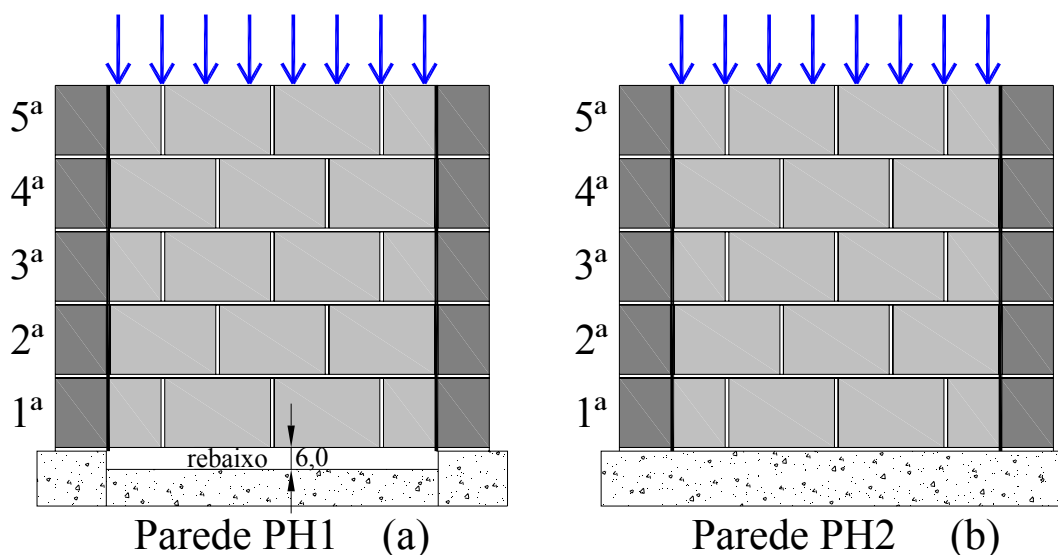 5ª
4ª
3ª
2ª
1ª
rebaixo 6,0
Parede PH1 (a)
5ª
4ª
3ª
2ª
1ª
Parede PH2 (b)